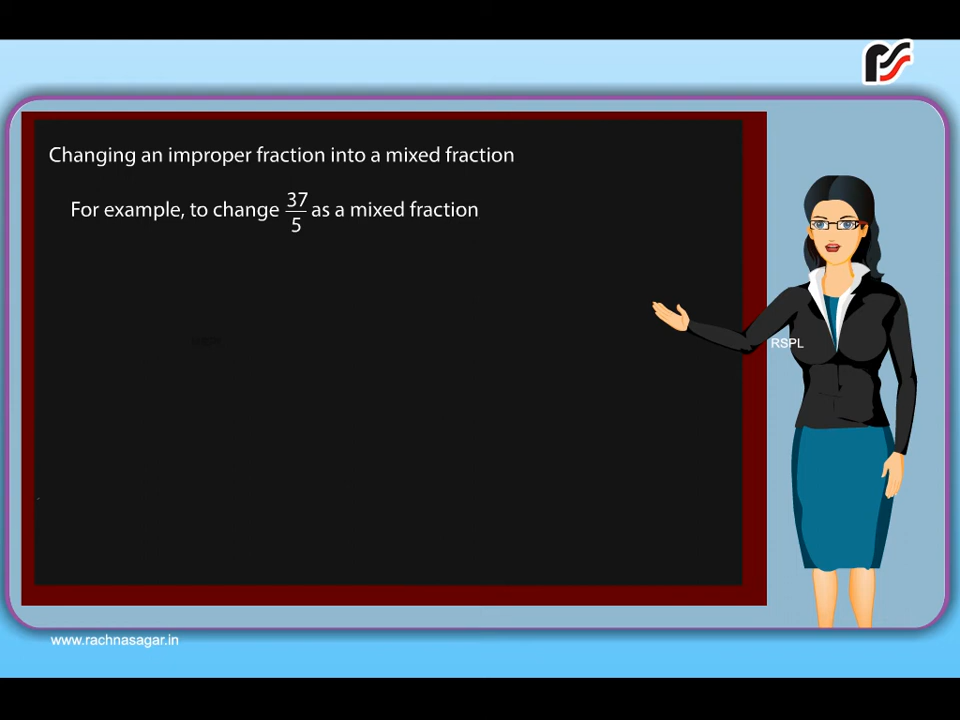 Changing an improper fraction into a mixed fraction
For example, to change 37/5 as a mixed fraction
RSPL
www.rachnasagar.in